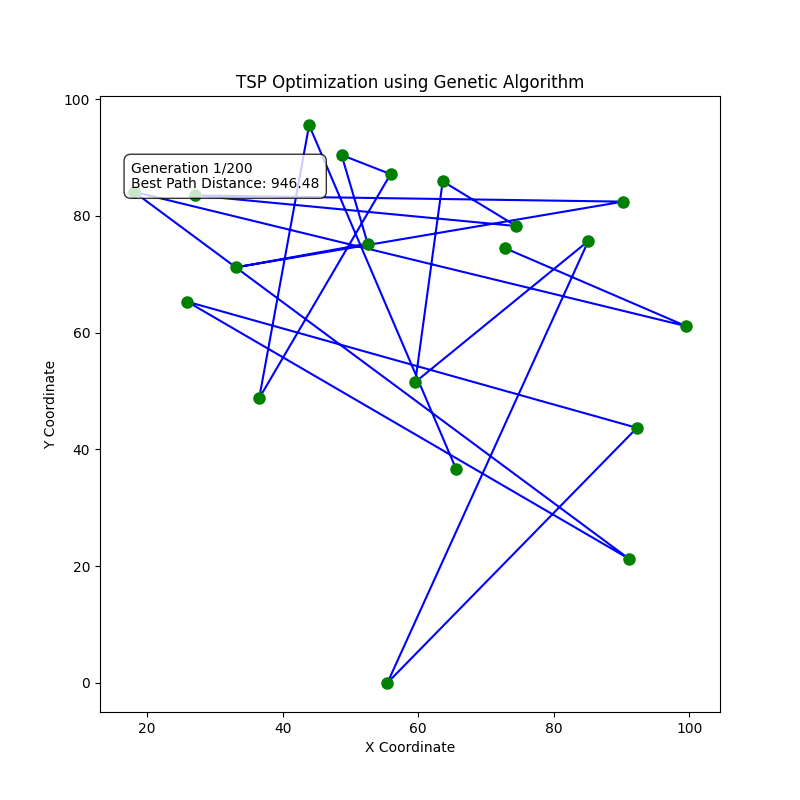 TSP Optimization using Genetic Algorithm
100
Generation 1/200
Best Path Distance: 946.48
80
60
Y Coordinate
40
20
0
20 40 60 80 100
X Coordinate